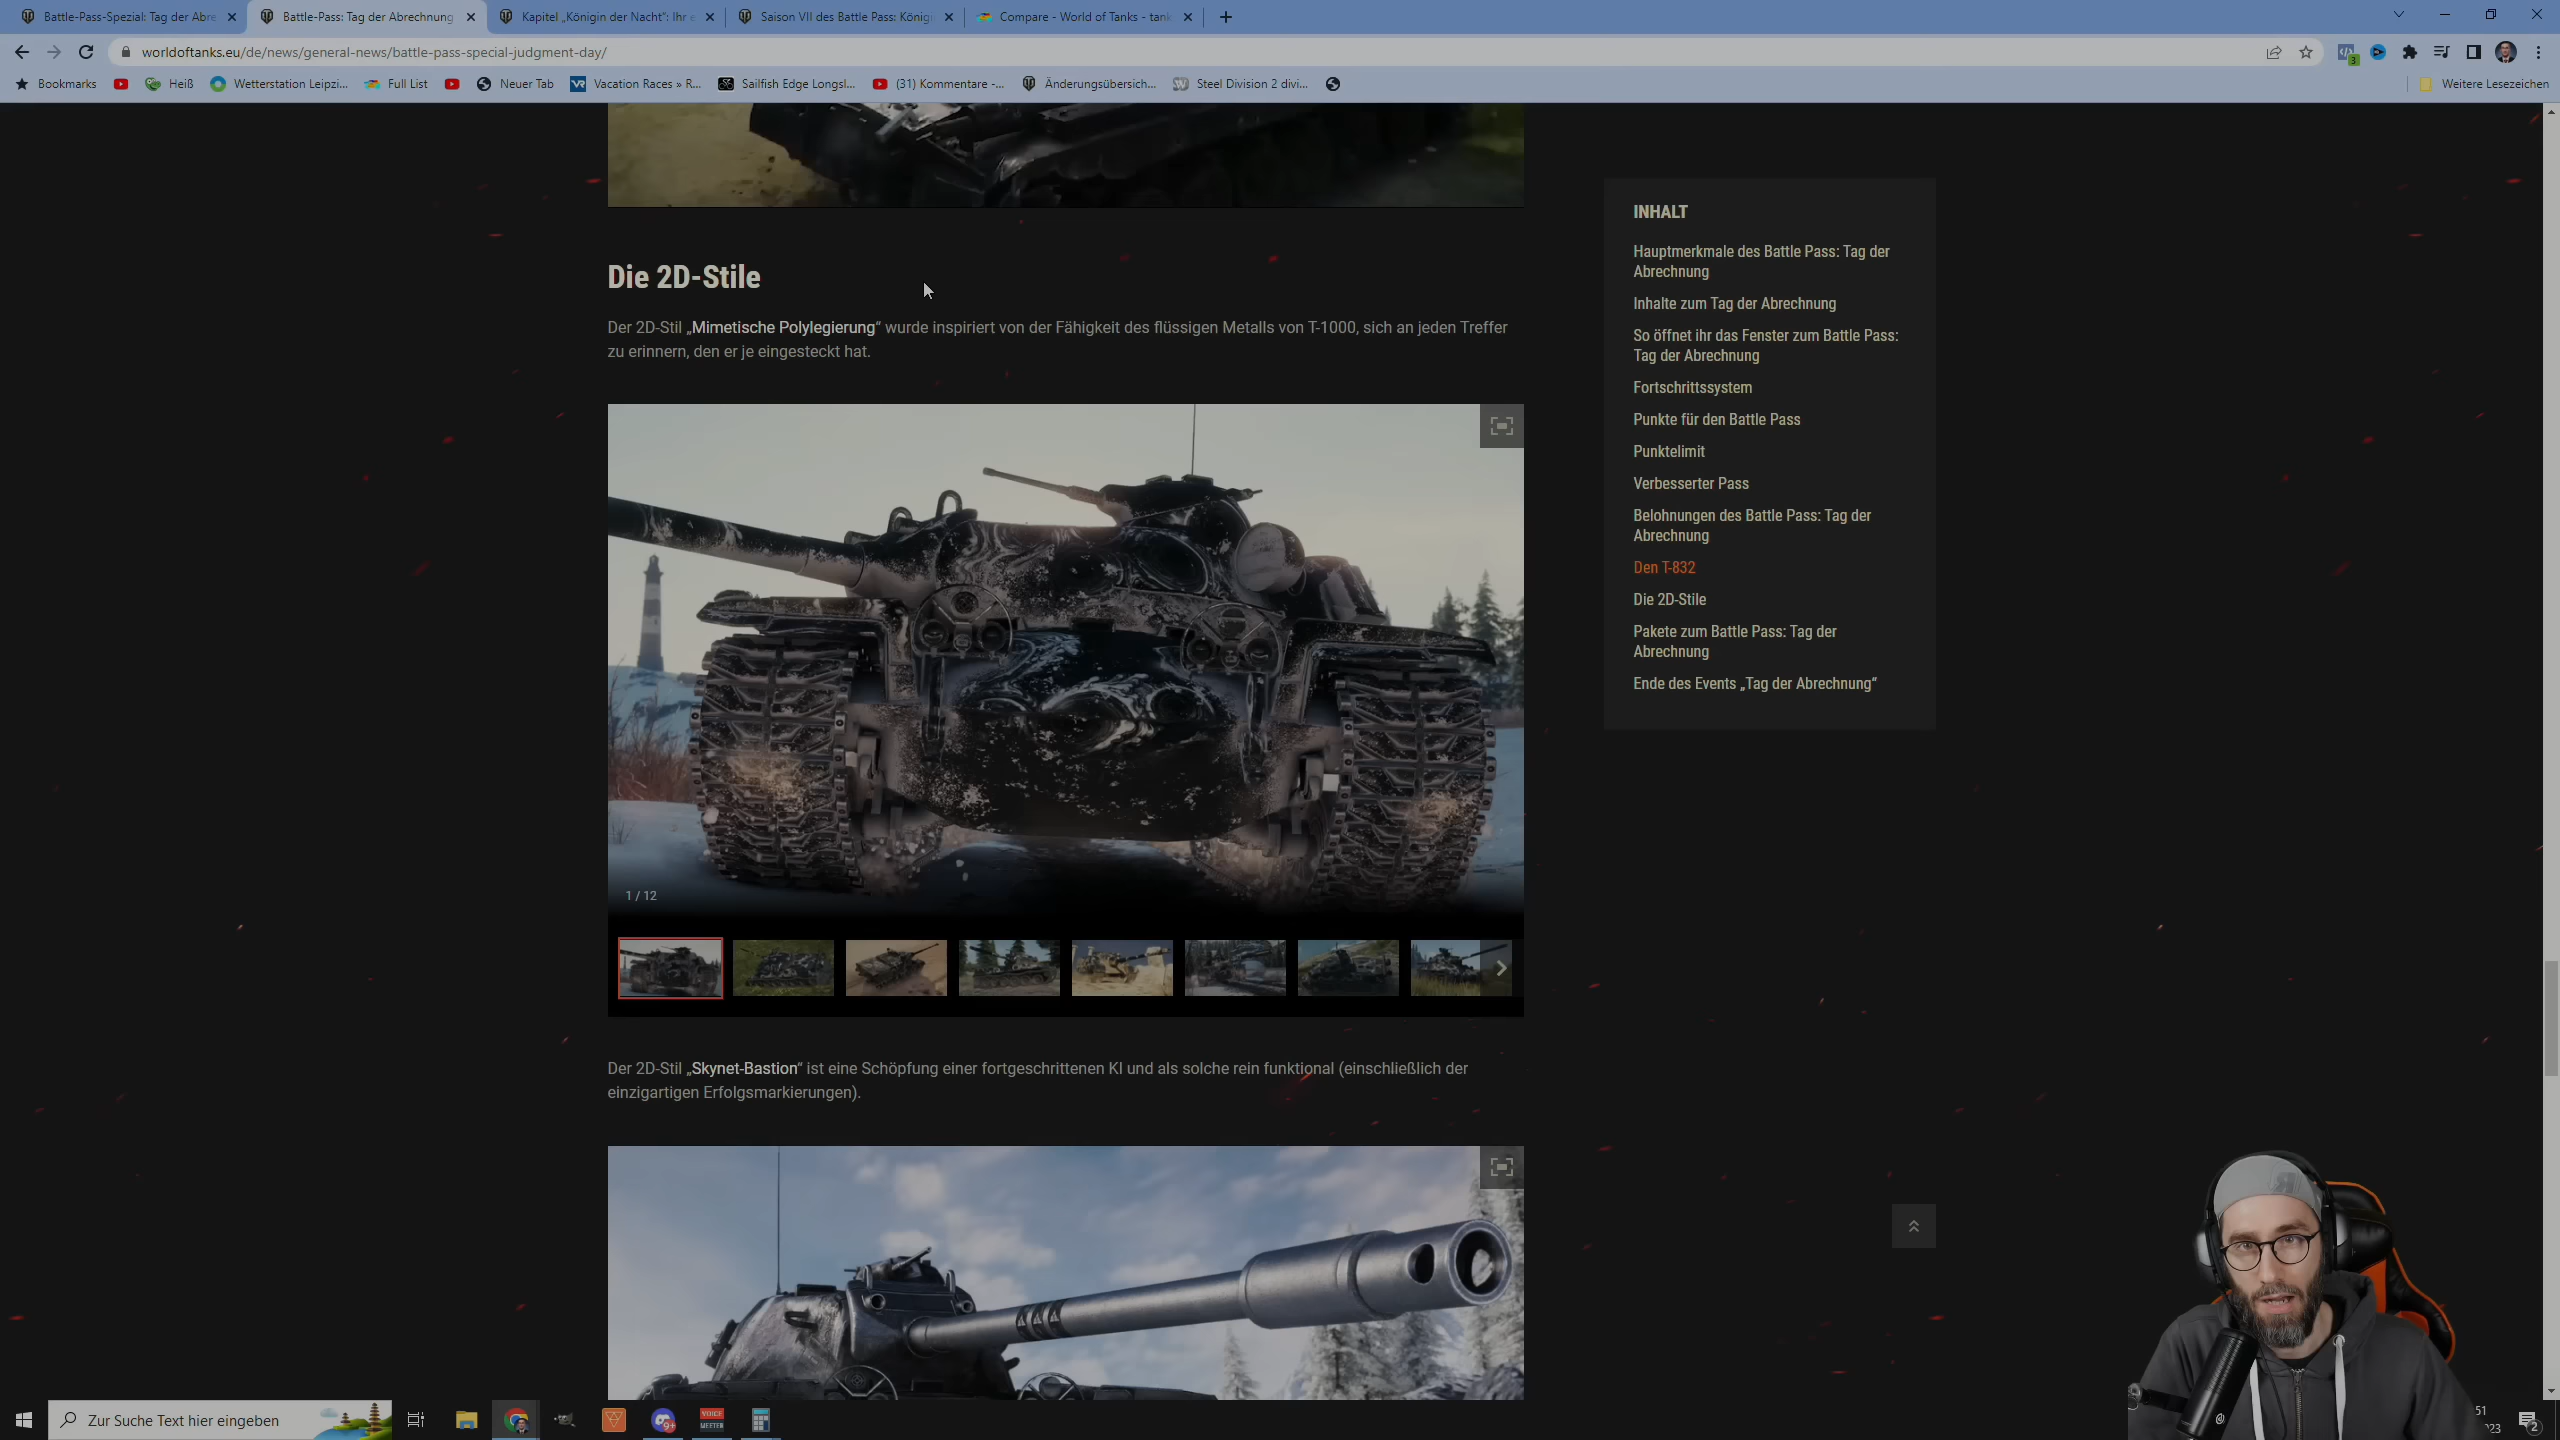 Battle-Pass-Spezial: Tag der Abre
Battle-Pass: Tag der Abrechnung
Kapitel „Königin der Nacht“: Ihr e
Saison VII des Battle Pass: König
Compare - World of Tanks - tank
worldoftanks.eu/de/news/general-news/battle-pass-special-judgment-day/
3
Bookmarks
Heiß
Wetterstation Leipzi...
Full List
Neuer Tab
Vacation Races » R...
Sailfish Edge Longsl...
(31) Kommentare -...
Änderungsübersich...
Steel Division 2 divi...
Weitere Lesezeichen
Die 2D-Stile
Der 2D-Stil „Mimetische Polylegierung“ wurde inspiriert von der Fähigkeit des flüssigen Metalls von T-1000, sich an jeden Treffer
zu erinnern, den er je eingesteckt hat.
1 / 12
Der 2D-Stil „Skynet-Bastion“ ist eine Schöpfung einer fortgeschrittenen KI und als solche rein funktional (einschließlich der
einzigartigen Erfolgsmarkierungen).
INHALT
Hauptmerkmale des Battle Pass: Tag der
Abrechnung
Inhalte zum Tag der Abrechnung
So öffnet ihr das Fenster zum Battle Pass:
Tag der Abrechnung
Fortschrittssystem
Punkte für den Battle Pass
Punktelimit
Verbesserter Pass
Belohnungen des Battle Pass: Tag der
Abrechnung
Den T-832
Die 2D-Stile
Pakete zum Battle Pass: Tag der
Abrechnung
Ende des Events „Tag der Abrechnung“
Zur Suche Text hier eingeben
9+
VOICE
MEETER
51
23
2